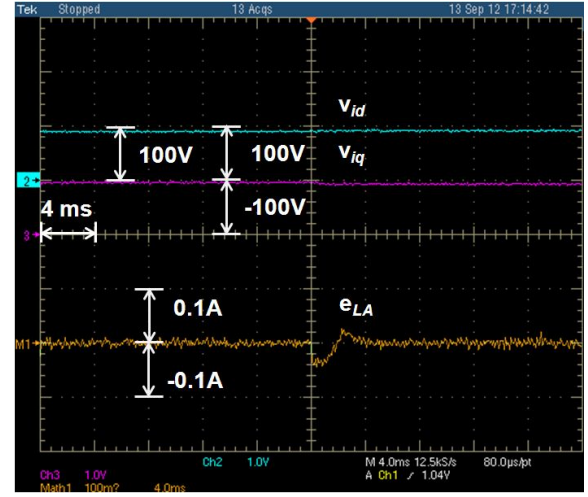 Tek Stopped 13 Acqs 13 Sep 12 17:14:42
v_id
100V 100V v_iq
2
4 ms -100V
3
0.1A e_LA
M1
-0.1A
Ch2 1.0V M 4.0ms 12.5kS/s 80.0µs/pt
Ch3 1.0V A Ch1 / 1.04V
Math1 100m? 4.0ms